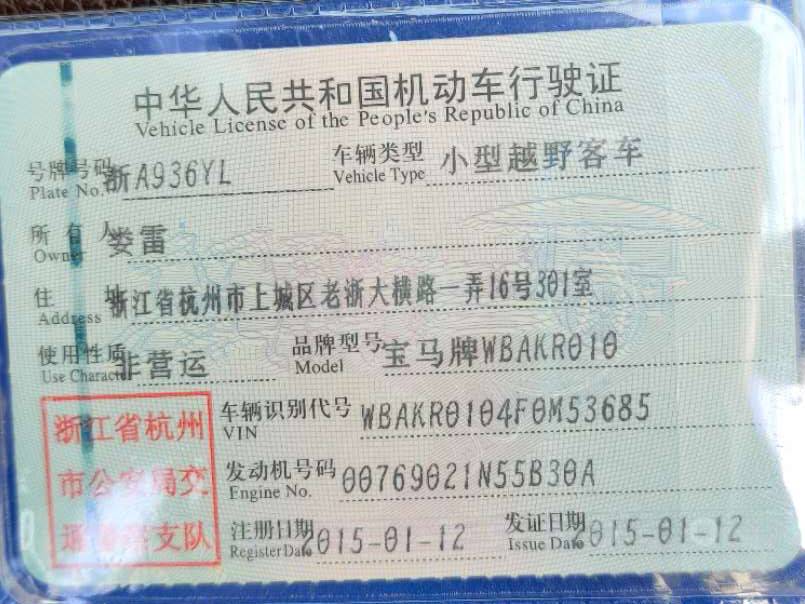 中华人民共和国机动车行驶证
Vehicle License of the People's Republic of China
号牌号码 浙A936YL 车辆类型 小型越野客车
Plate No. Vehicle Type
所有人 娄雷
Owner
住址 浙江省杭州市上城区老浙大横路一弄16号301室
Address
使用性质 非营运 品牌型号 宝马牌WBAKR010
Use Character Model
车辆识别代号 WBAKR0104F0M53685
VIN
发动机号码 00769021N55B30A
Engine No.
注册日期 2015-01-12 发证日期 2015-01-12
Register Date Issue Date
浙江省杭州
市公安局交
通警察支队